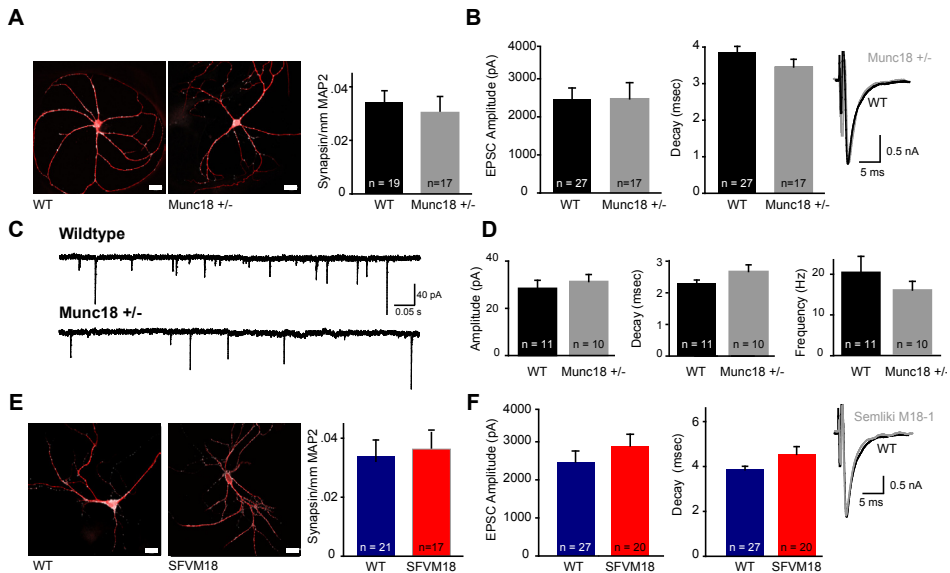 A
B
WT
Munc18 +/-
Synapsin/mm MAP2
.04
.02
0
n = 19
n=17
WT
Munc18 +/-
EPSC Amplitude (pA)
4000
3000
2000
1000
0
n = 27
n=17
WT
Munc18 +/-
Decay (msec)
4
2
0
n = 27
n=17
WT
Munc18 +/-
Munc18 +/-
WT
0.5 nA
5 ms
C
Wildtype
40 pA
0.05 s
Munc18 +/-
D
Amplitude (pA)
40
20
0
n = 11
n = 10
WT
Munc18 +/-
Decay (msec)
3
2
1
0
n = 11
n = 10
WT
Munc18 +/-
Frequency (Hz)
20
10
0
n = 11
n = 10
WT
Munc18 +/-
E
WT
SFVM18
Synapsin/mm MAP2
.04
.02
0
n = 21
n=17
WT
SFVM18
F
EPSC Amplitude (pA)
4000
3000
2000
1000
0
n = 27
n = 20
WT
SFVM18
Decay (msec)
6
4
2
0
n = 27
n = 20
WT
SFVM18
Semliki M18-1
WT
0.5 nA
5 ms